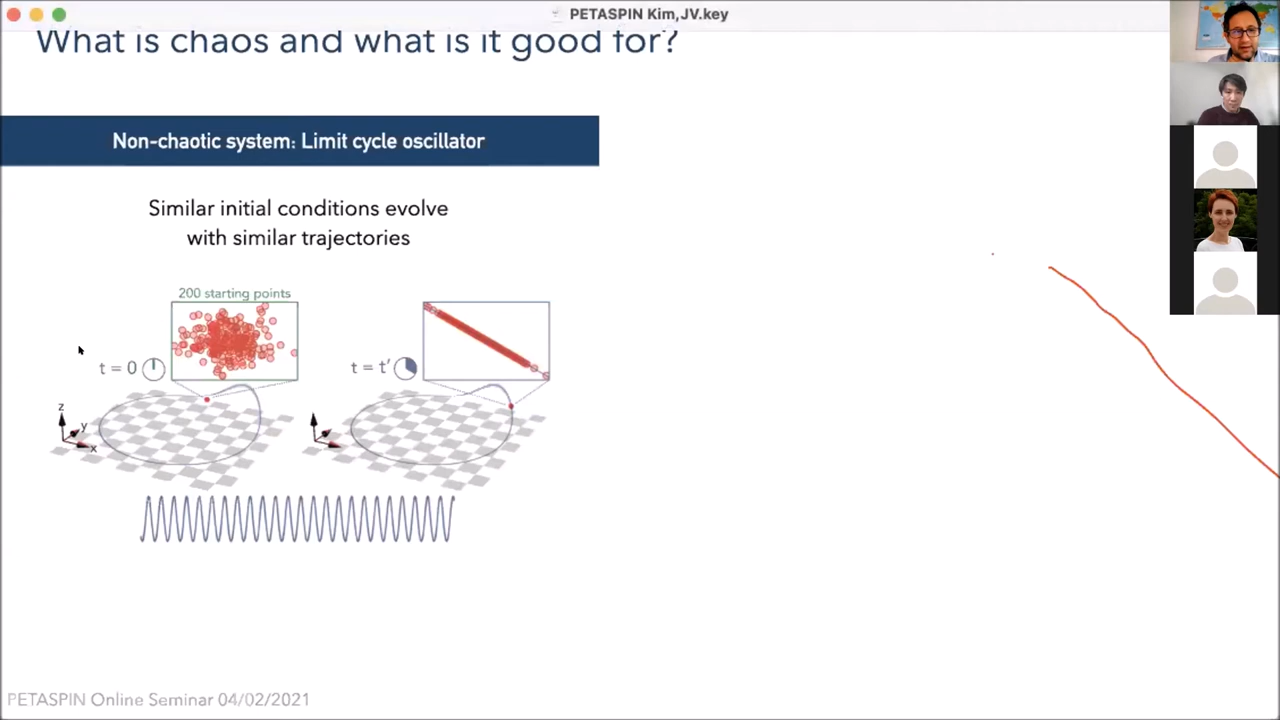 PETASPIN Kim,JV.key
What is chaos and what is it good for?
Non-chaotic system: Limit cycle oscillator
Similar initial conditions evolve
with similar trajectories
200 starting points
t = 0
t = t'
z
y
x
PETASPIN Online Seminar 04/02/2021